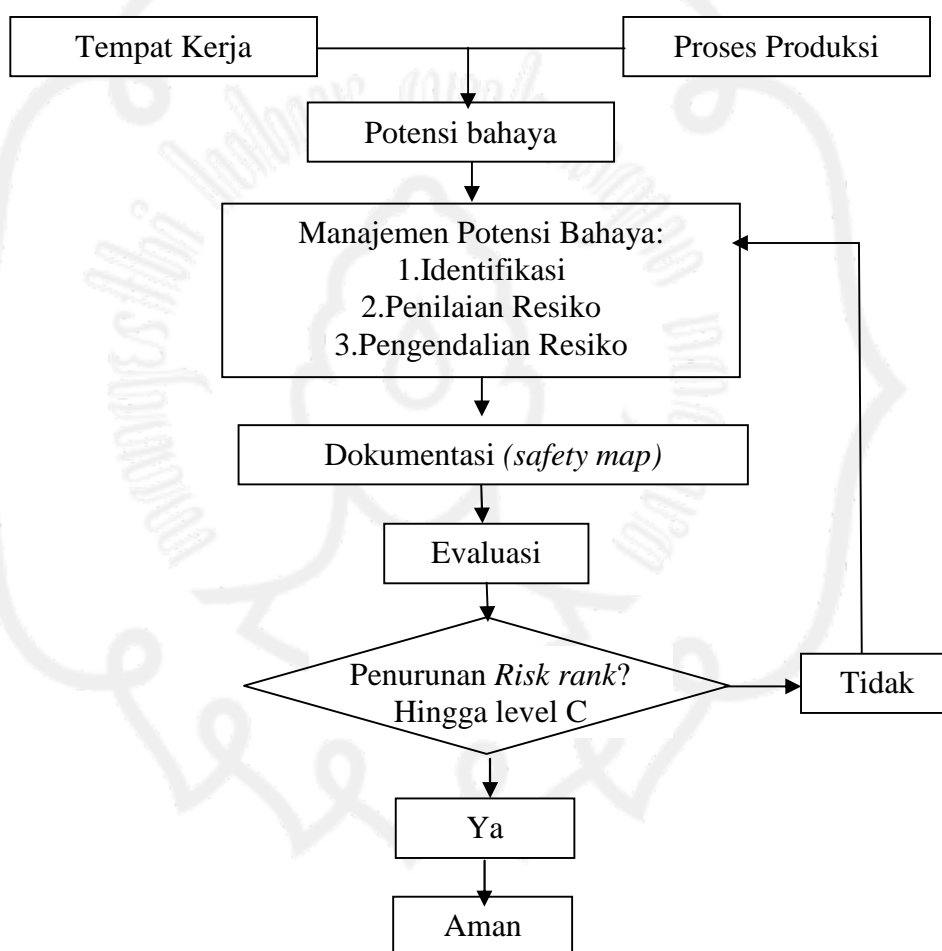 Tempat Kerja
Proses Produksi
Potensi bahaya
Manajemen Potensi Bahaya:
1.Identifikasi
2.Penilaian Resiko
3.Pengendalian Resiko
Dokumentasi (safety map)
Evaluasi
Penurunan Risk rank?
Hingga level C
Tidak
Ya
Aman